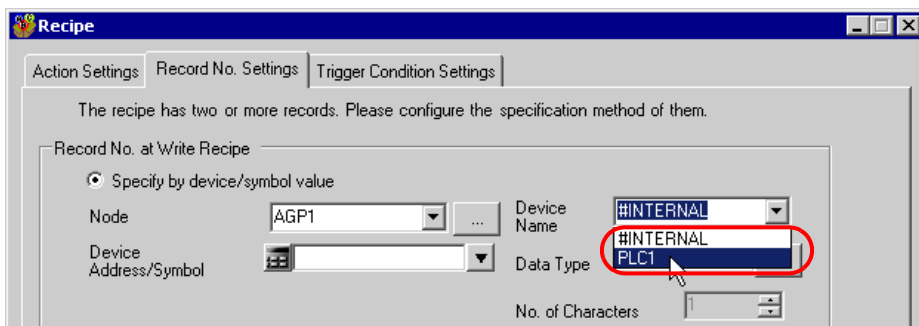 Recipe
Action Settings Record No. Settings Trigger Condition Settings
The recipe has two or more records. Please configure the specification method of them.
Record No. at Write Recipe
Specify by device/symbol value
Node AGP1 ... Device Name #INTERNAL
#INTERNAL
Device Address/Symbol Data Type PLC1
No. of Characters 1